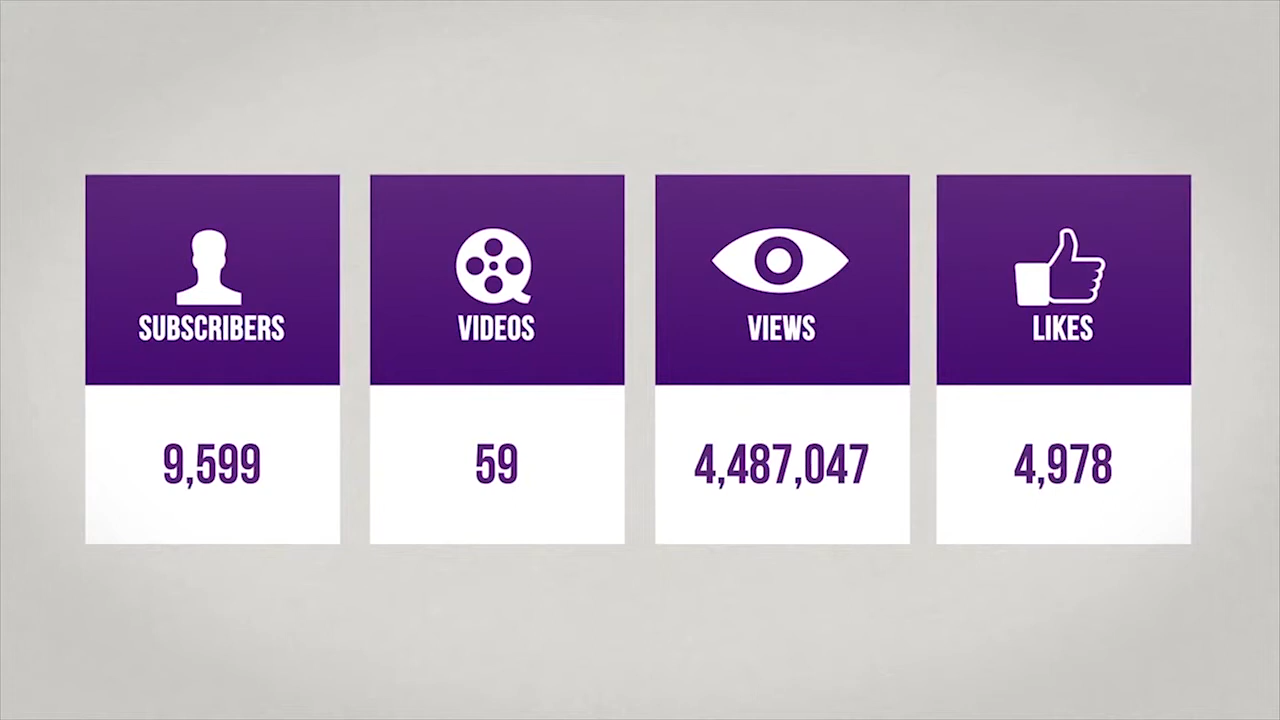 SUBSCRIBERS
9,599
VIDEOS
59
VIEWS
4,487,047
LIKES
4,978